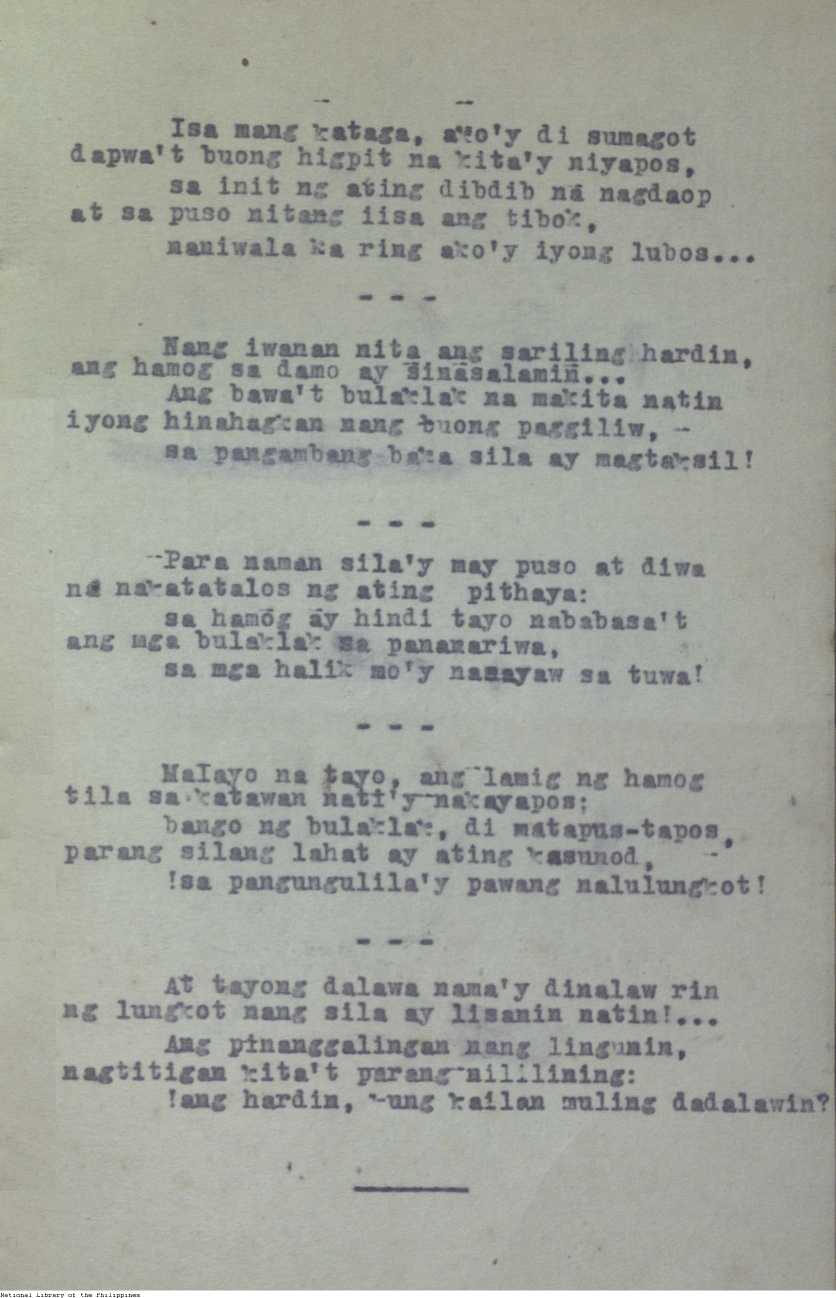 Isa mang kataga, ako'y di sumagot
dapwa't buong higpit na kita'y niyapos,
sa init ng ating dibdib na nagdaop
at sa puso nitang iisa ang tibok,
naniwala ka ring ako'y iyong lubos...
- - -
Nang iwanan nita ang sariling hardin,
ang hamog sa damo ay sinasalamin...
Ang bawa't bulaklak na makita natin
iyong hinahagkan nang buong paggiliw, -
sa pangambang baka sila ay magtaksil!
- - -
Para naman sila'y may puso at diwa
na nakatatalos ng ating pithaya:
sa hamog ay hindi tayo nababasa't
ang mga bulaklak sa pananariwa,
sa mga halik mo'y nasayaw sa tuwa!
- - -
Malayo na tayo, ang lamig ng hamog
tila sa katawan nati'y nakayapos;
bango ng bulaklak, di matapus-tapos,
parang silang lahat ay ating kasunod, -
!sa pangungulila'y pawang nalulungkot!
- - -
At tayong dalawa nama'y dinalaw rin
ng lungkot nang sila ay lisanin natin!...
Ang pinanggalingan nang lingunin,
nagtitigan kita't parang nililining:
!ang hardin, kung kailan muling dadalawin?
National Library of the Philippines